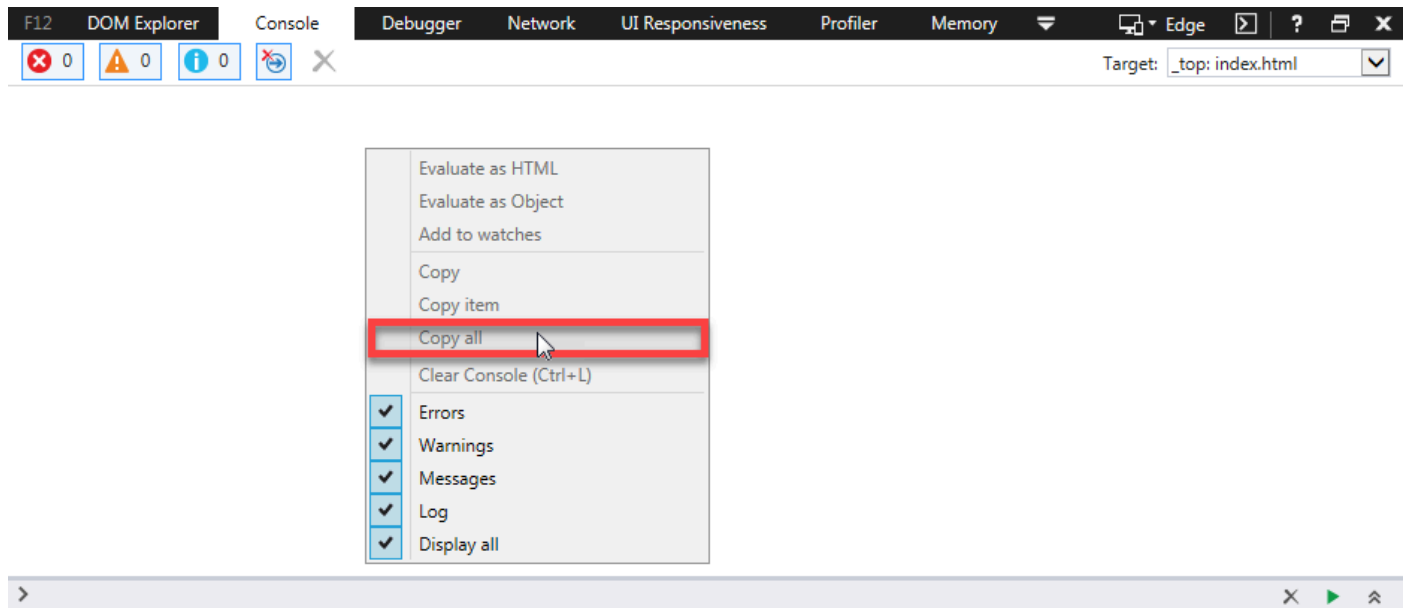 F12 DOM Explorer Console Debugger Network UI Responsiveness Profiler Memory Edge ?
0 0 0 Target: _top: index.html
Evaluate as HTML
Evaluate as Object
Add to watches
Copy
Copy item
Copy all
Clear Console (Ctrl+L)
Errors
Warnings
Messages
Log
Display all